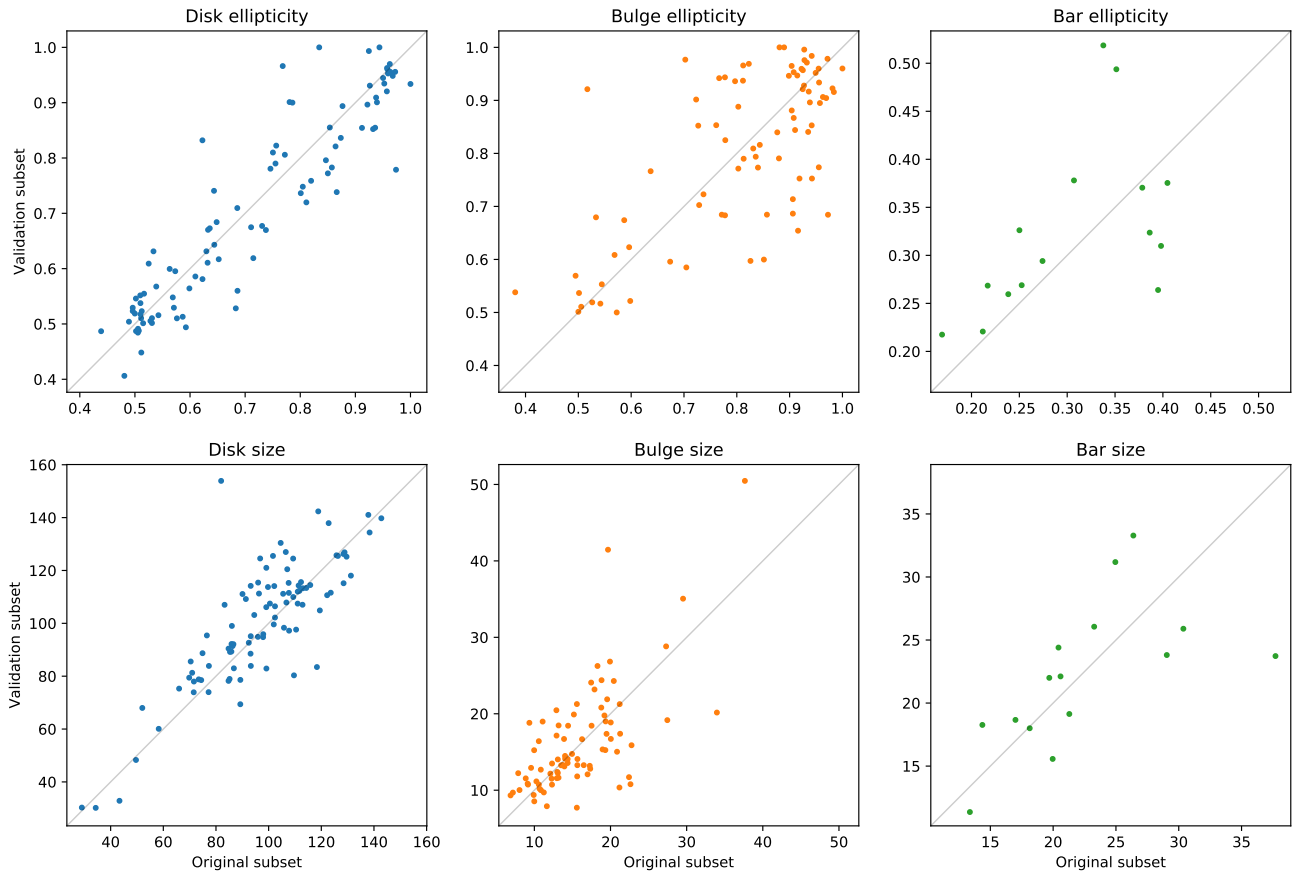 Disk ellipticity
Bulge ellipticity
Bar ellipticity
Validation subset
1.0
0.9
0.8
0.7
0.6
0.5
0.4
0.4 0.5 0.6 0.7 0.8 0.9 1.0
1.0
0.9
0.8
0.7
0.6
0.5
0.4
0.4 0.5 0.6 0.7 0.8 0.9 1.0
0.50
0.45
0.40
0.35
0.30
0.25
0.20
0.20 0.25 0.30 0.35 0.40 0.45 0.50
Disk size
Bulge size
Bar size
Validation subset
160
140
120
100
80
60
40
40 60 80 100 120 140 160
Original subset
50
40
30
20
10
10 20 30 40 50
Original subset
35
30
25
20
15
15 20 25 30 35
Original subset